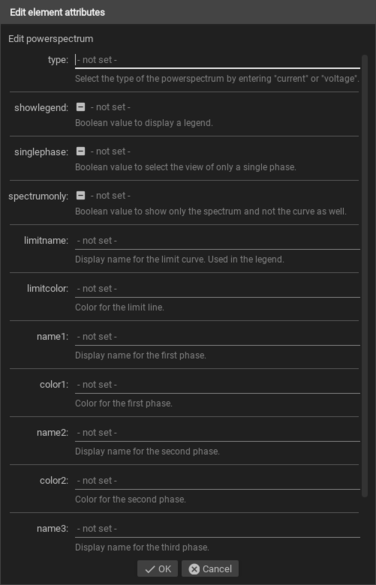 Edit element attributes
Edit powerspectrum
type: - not set -
Select the type of the powerspectrum by entering "current" or "voltage".
showlegend: - not set -
Boolean value to display a legend.
singlephase: - not set -
Boolean value to select the view of only a single phase.
spectrumonly: - not set -
Boolean value to show only the spectrum and not the curve as well.
limitname: - not set -
Display name for the limit curve. Used in the legend.
limitcolor: - not set -
Color for the limit line.
name1: - not set -
Display name for the first phase.
color1: - not set -
Color for the first phase.
name2: - not set -
Display name for the second phase.
color2: - not set -
Color for the second phase.
name3: - not set -
Display name for the third phase.
OK Cancel